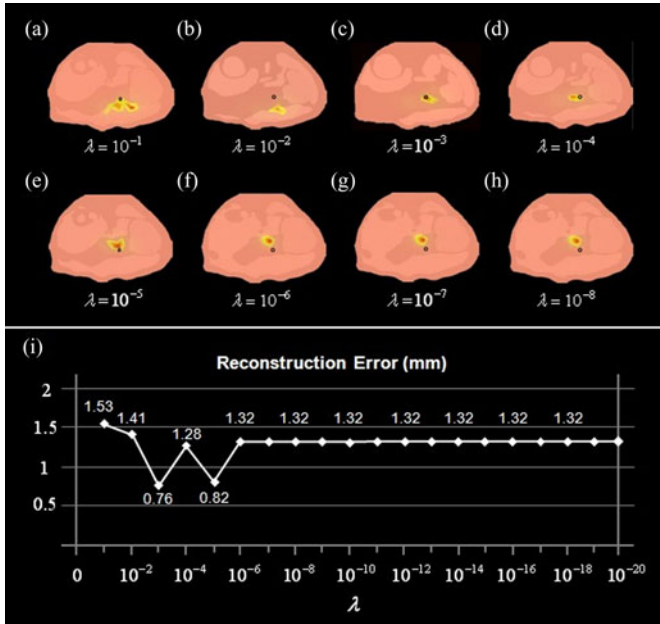 (a) (b) (c) (d)
λ = 10⁻¹ λ = 10⁻² λ = 10⁻³ λ = 10⁻⁴
(e) (f) (g) (h)
λ = 10⁻⁵ λ = 10⁻⁶ λ = 10⁻⁷ λ = 10⁻⁸
(i)
Reconstruction Error (mm)
2
1.53 1.41 1.28 1.32 1.32 1.32 1.32 1.32 1.32 1.32
1.5
1
0.76 0.82
0.5
0 10⁻² 10⁻⁴ 10⁻⁶ 10⁻⁸ 10⁻¹⁰ 10⁻¹² 10⁻¹⁴ 10⁻¹⁶ 10⁻¹⁸ 10⁻²⁰
λ